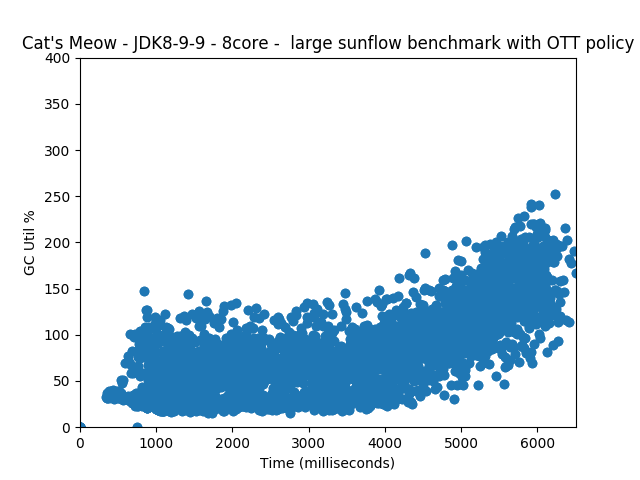 Cat's Meow - JDK8-9-9 - 8core -  large sunflow benchmark with OTT policy
400
350
300
250
200
150
100
50
0
GC Util %
0 1000 2000 3000 4000 5000 6000
Time (milliseconds)